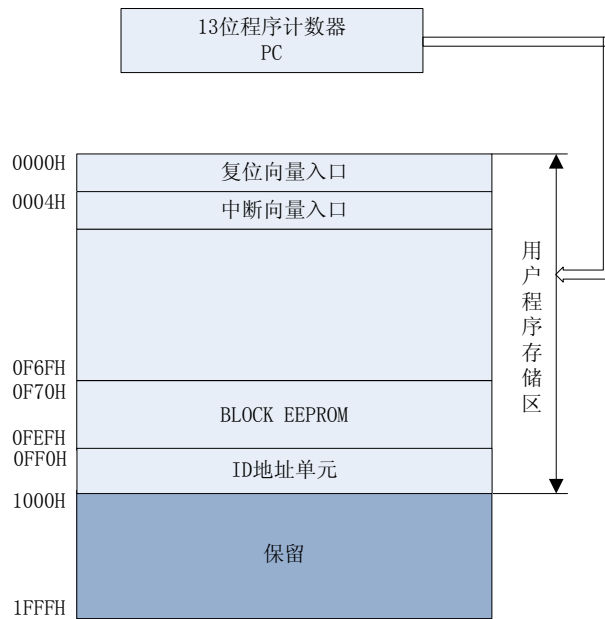 13位程序计数器
PC
0000H
复位向量入口
0004H
中断向量入口
用户程序存储区
0F6FH
0F70H
BLOCK EEPROM
0FEFH
0FF0H
ID地址单元
1000H
保留
1FFFH